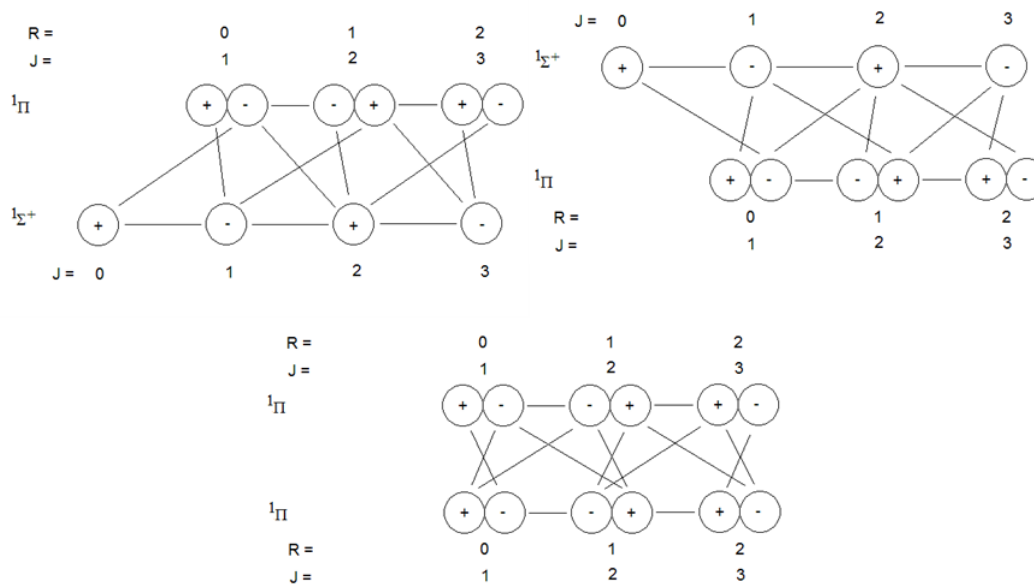 R = 0 1 2
J = 1 2 3
¹Π + - - + + -
¹Σ⁺ + - + -
J = 0 1 2 3
J = 0 1 2 3
¹Σ⁺ + - + -
¹Π + - - + + -
R = 0 1 2
J = 1 2 3
R = 0 1 2
J = 1 2 3
¹Π + - - + + -
¹Π + - - + + -
R = 0 1 2
J = 1 2 3